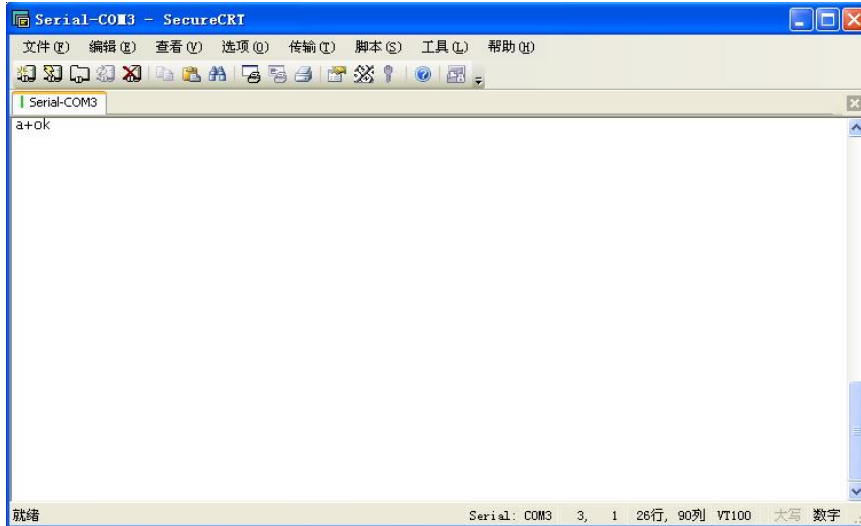 Serial-COM3 - SecureCRT
文件(F) 编辑(E) 查看(V) 选项(O) 传输(T) 脚本(S) 工具(L) 帮助(H)
Serial-COM3
a+ok
就绪 Serial: COM3 3, 1 26行, 90列 VT100 大写 数字